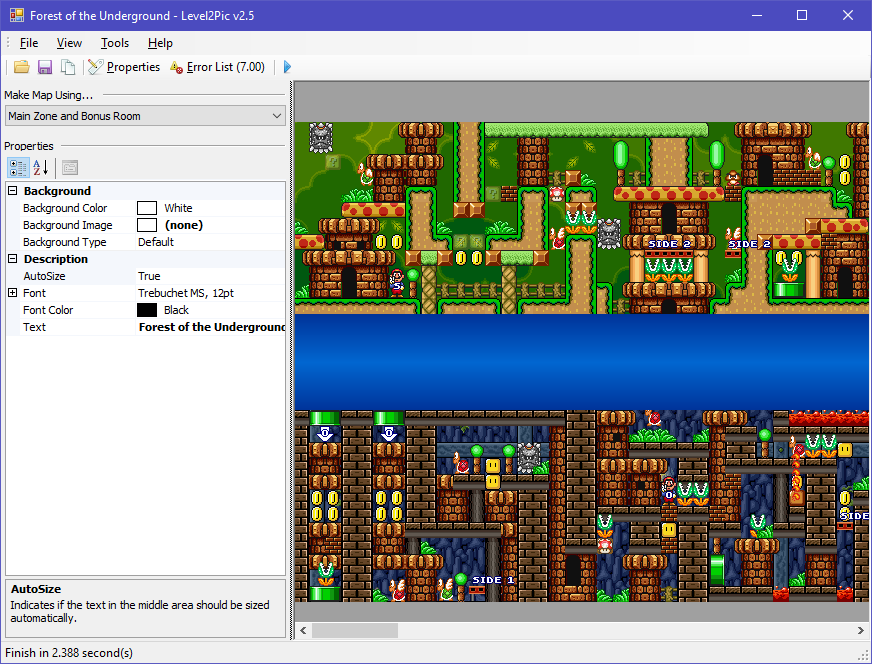 Forest of the Underground - Level2Pic v2.5
File View Tools Help
Properties Error List (7.00)
Make Map Using...
Main Zone and Bonus Room
Properties
Background
Background Color White
Background Image (none)
Background Type Default
Description
AutoSize True
Font Trebuchet MS, 12pt
Font Color Black
Text Forest of the Underground
SIDE 2 SIDE 2
S
0 0
0
SIDE
SIDE 1
AutoSize
Indicates if the text in the middle area should be sized
automatically.
Finish in 2.388 second(s)